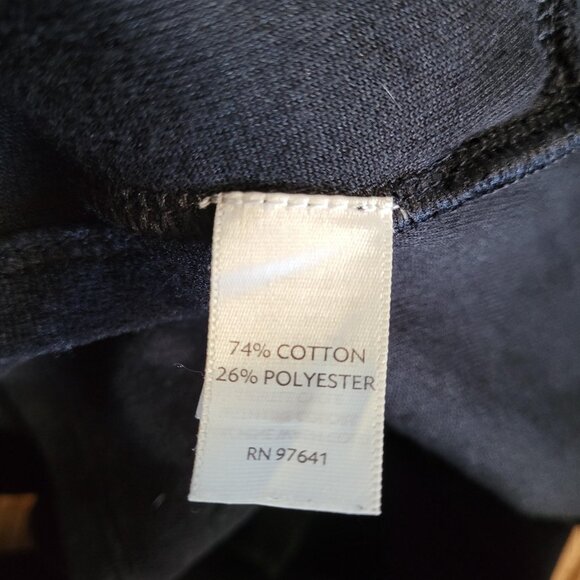 74% COTTON
26% POLYESTER
RN 97641